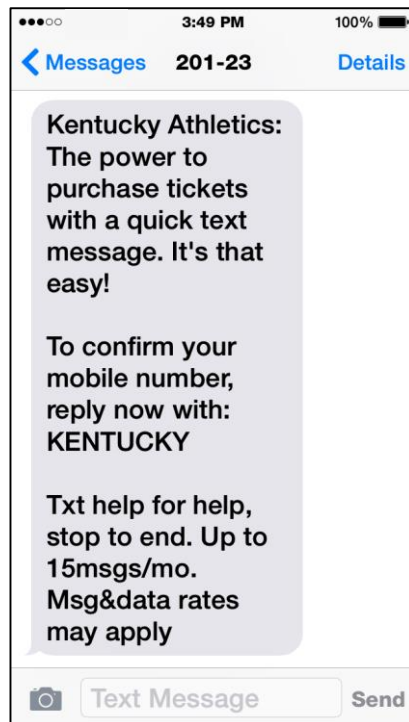 3:49 PM 100%
Messages 201-23 Details
Kentucky Athletics:
The power to
purchase tickets
with a quick text
message. It's that
easy!
To confirm your
mobile number,
reply now with:
KENTUCKY
Txt help for help,
stop to end. Up to
15msgs/mo.
Msg&data rates
may apply
Text Message Send